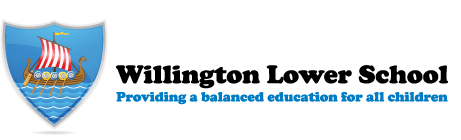 Willington Lower School
Providing a balanced education for all children